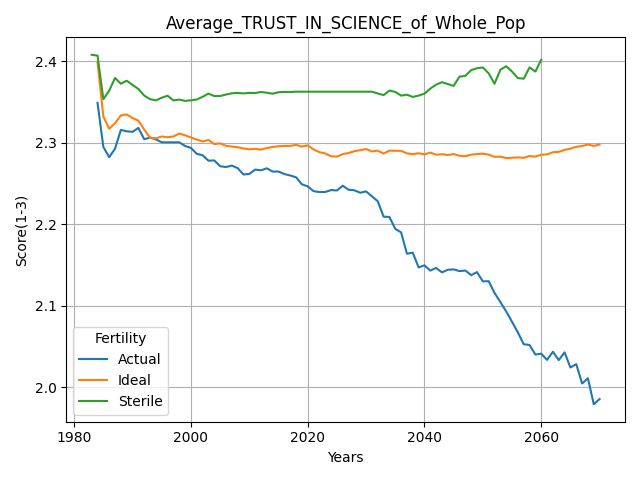 Average_TRUST_IN_SCIENCE_of_Whole_Pop
Score(1-3)
2.4
2.3
2.2
2.1
2.0
Fertility
Actual
Ideal
Sterile
1980 2000 2020 2040 2060
Years